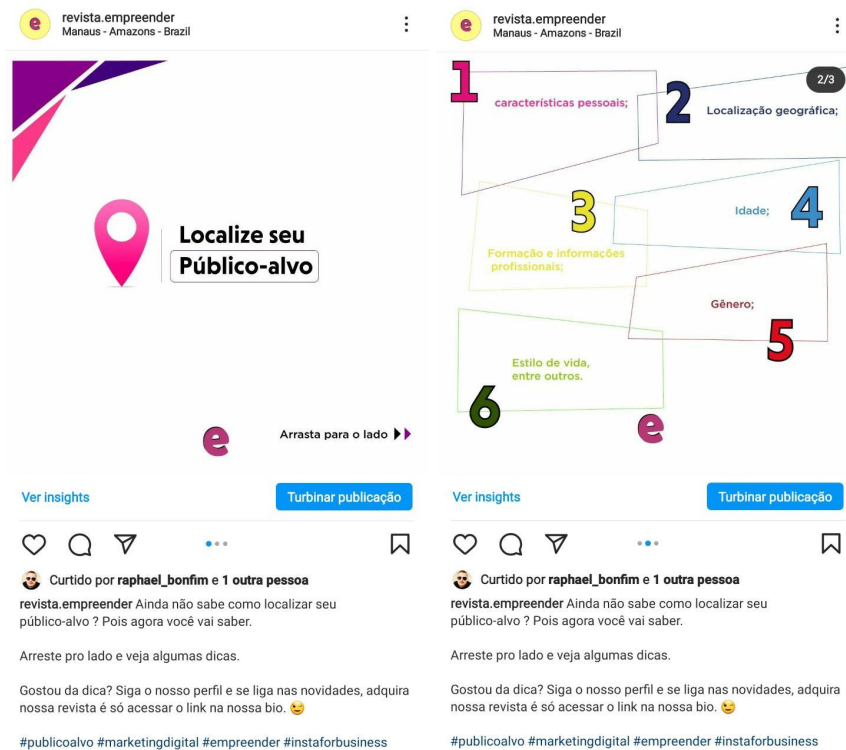 revista.empreender
Manaus - Amazons - Brazil
Localize seu
Público-alvo
e
Arrasta para o lado
Ver insights
Turbinar publicação
Curtido por raphael_bonfim e 1 outra pessoa
revista.empreender Ainda não sabe como localizar seu
público-alvo ? Pois agora você vai saber.
Arreste pro lado e veja algumas dicas.
Gostou da dica? Siga o nosso perfil e se liga nas novidades, adquira
nossa revista é só acessar o link na nossa bio. 😉
#publicoalvo #marketingdigital #empreender #instaforbusiness
revista.empreender
Manaus - Amazons - Brazil
2/3
1
características pessoais;
2
Localização geográfica;
3
Formação e informações
profissionais;
Idade;
4
Gênero;
5
Estilo de vida,
entre outros.
6
e
Ver insights
Turbinar publicação
Curtido por raphael_bonfim e 1 outra pessoa
revista.empreender Ainda não sabe como localizar seu
público-alvo ? Pois agora você vai saber.
Arreste pro lado e veja algumas dicas.
Gostou da dica? Siga o nosso perfil e se liga nas novidades, adquira
nossa revista é só acessar o link na nossa bio. 😉
#publicoalvo #marketingdigital #empreender #instaforbusiness